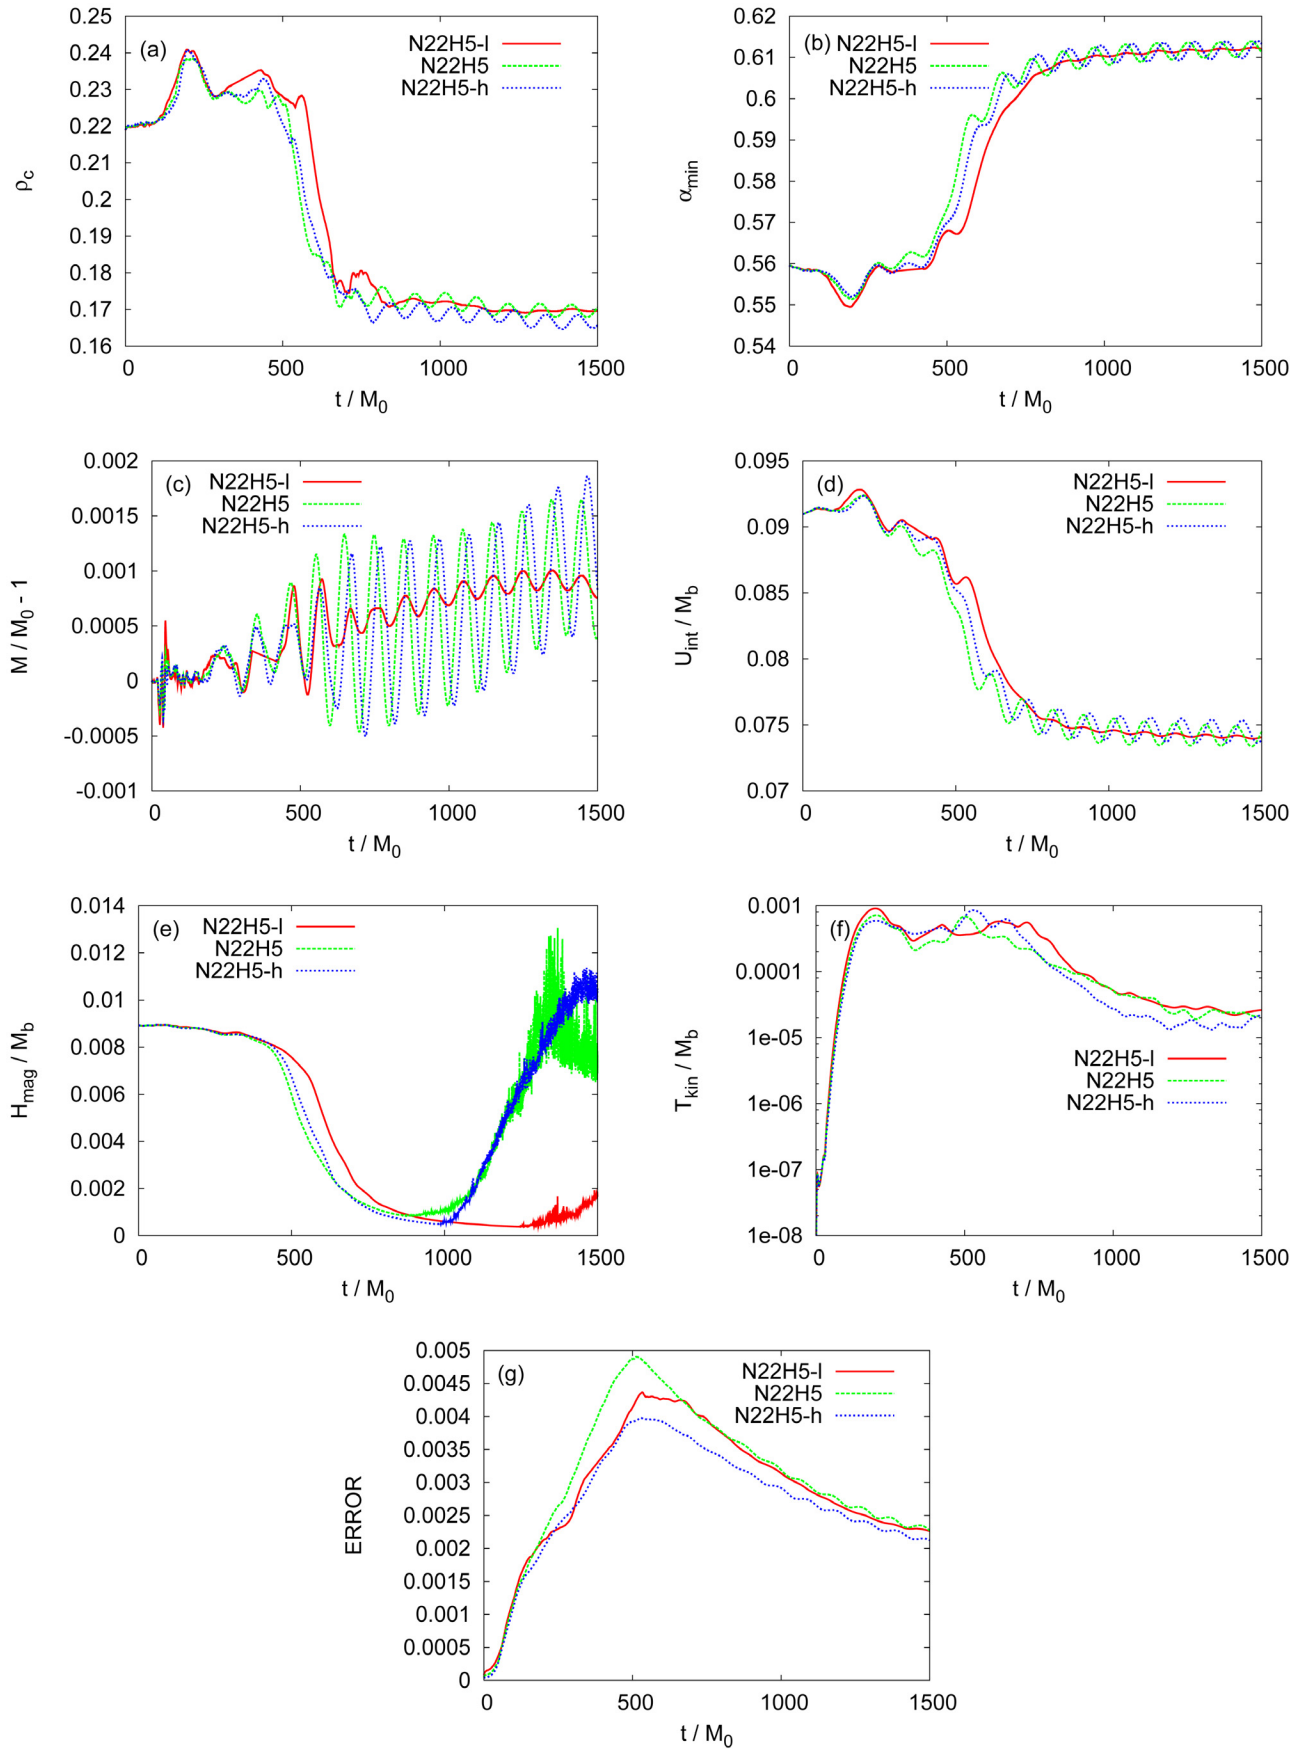 0.25
0.24
0.23
0.22
0.21
0.2
0.19
0.18
0.17
0.16
ρc
(a)
N22H5-l
N22H5
N22H5-h
0 500 1000 1500
t / M0
0.62
0.61
0.6
0.59
0.58
0.57
0.56
0.55
0.54
αmin
(b)
N22H5-l
N22H5
N22H5-h
0 500 1000 1500
t / M0
0.002
0.0015
0.001
0.0005
0
-0.0005
-0.001
M / M0 - 1
(c)
N22H5-l
N22H5
N22H5-h
0 500 1000 1500
t / M0
0.095
0.09
0.085
0.08
0.075
0.07
Uint / Mb
(d)
N22H5-l
N22H5
N22H5-h
0 500 1000 1500
t / M0
0.014
0.012
0.01
0.008
0.006
0.004
0.002
0
Hmag / Mb
(e)
N22H5-l
N22H5
N22H5-h
0 500 1000 1500
t / M0
0.001
0.0001
1e-05
1e-06
1e-07
1e-08
Tkin / Mb
(f)
N22H5-l
N22H5
N22H5-h
0 500 1000 1500
t / M0
0.005
0.0045
0.004
0.0035
0.003
0.0025
0.002
0.0015
0.001
0.0005
0
ERROR
(g)
N22H5-l
N22H5
N22H5-h
0 500 1000 1500
t / M0